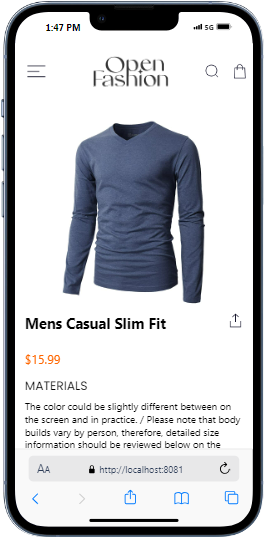 1:47 PM
5G
Open
Fashion
Mens Casual Slim Fit
$15.99
MATERIALS
The color could be slightly different between on
the screen and in practice. / Please note that body
builds vary by person, therefore, detailed size
information should be reviewed below on the
AA
http://localhost:8081